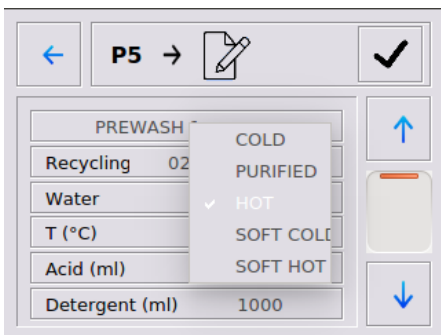 P5 →
PREWASH
Recycling 02
Water
T (°C)
Acid (ml)
Detergent (ml) 1000
COLD
PURIFIED
HOT
SOFT COLD
SOFT HOT